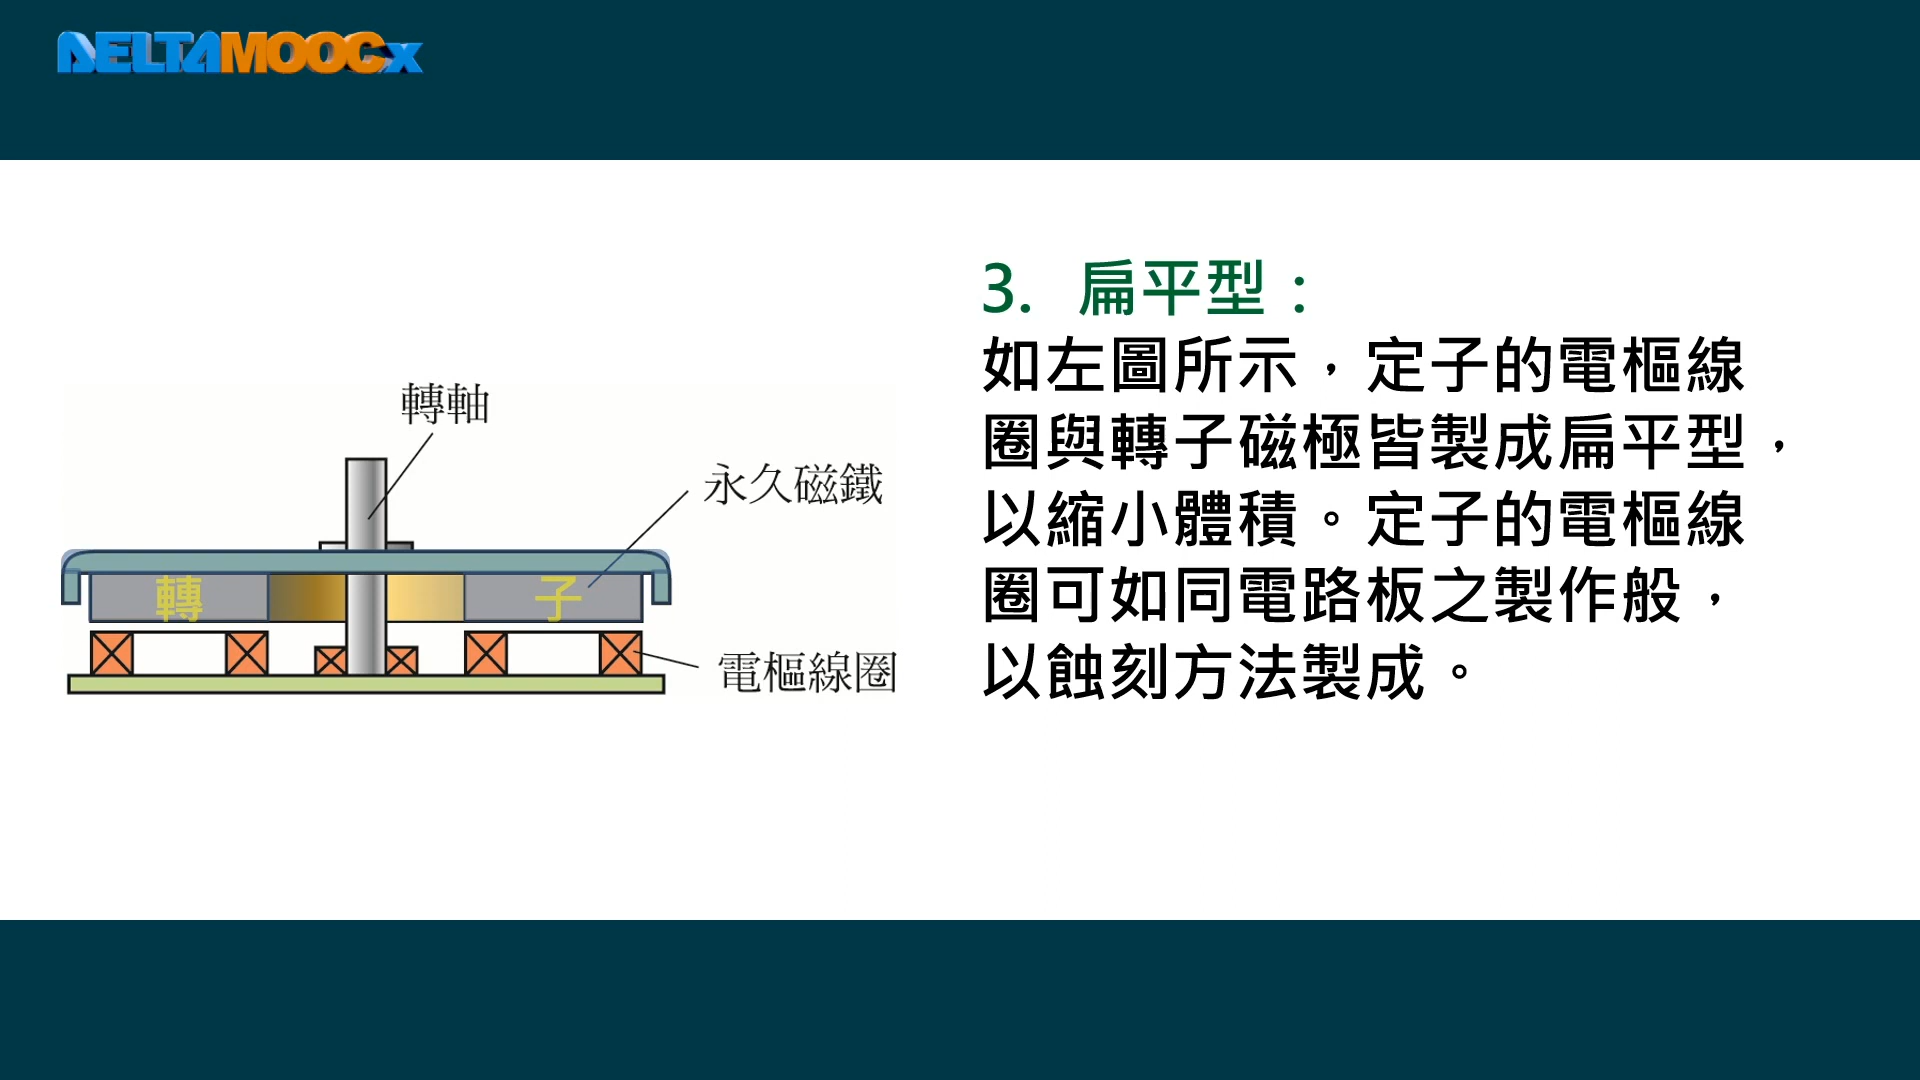 DELTAMOOCx
3. 扁平型：
如左圖所示，定子的電樞線
圈與轉子磁極皆製成扁平型，
以縮小體積。定子的電樞線
圈可如同電路板之製作般，
以蝕刻方法製成。
轉軸
永久磁鐵
轉子
電樞線圈